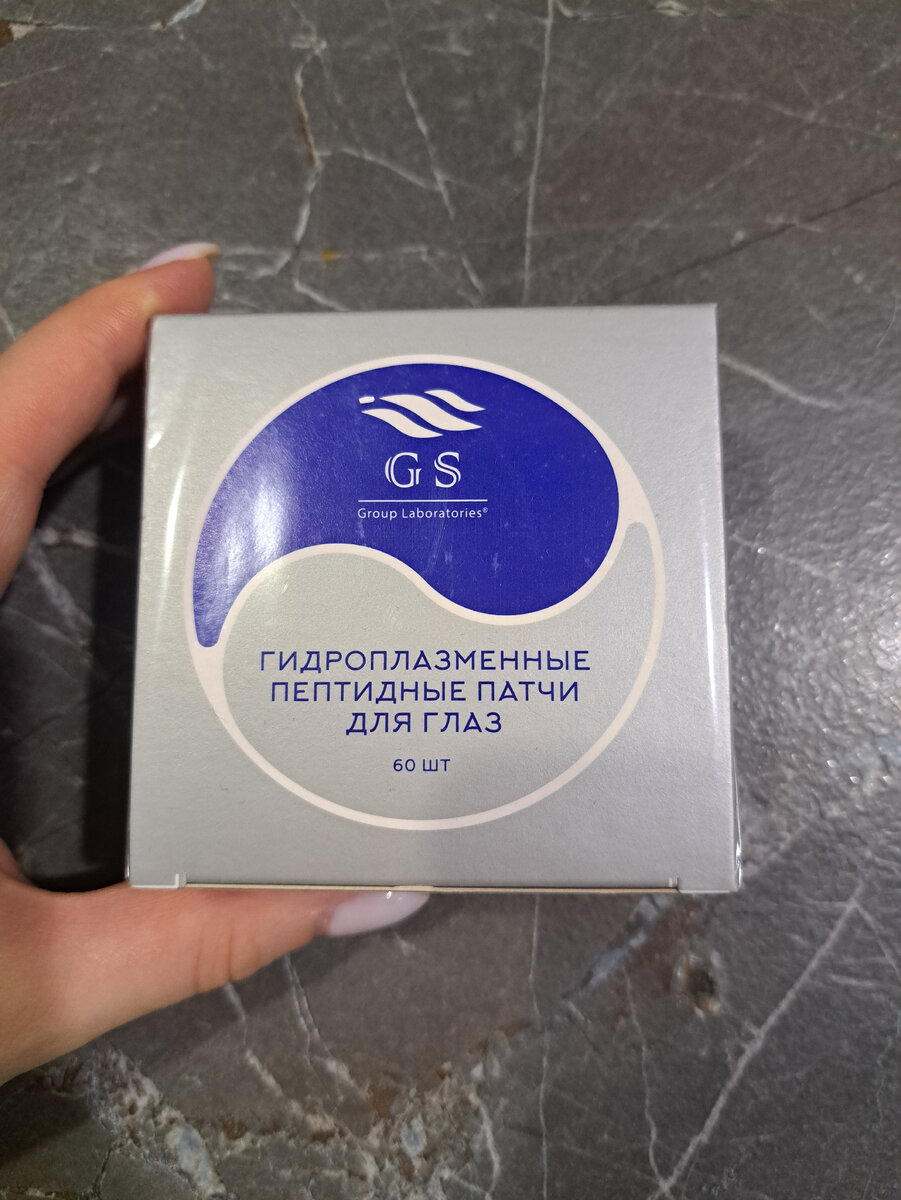 GS
Group Laboratories®
ГИДРОПЛАЗМЕННЫЕ
ПЕПТИДНЫЕ ПАТЧИ
ДЛЯ ГЛАЗ
60 ШТ